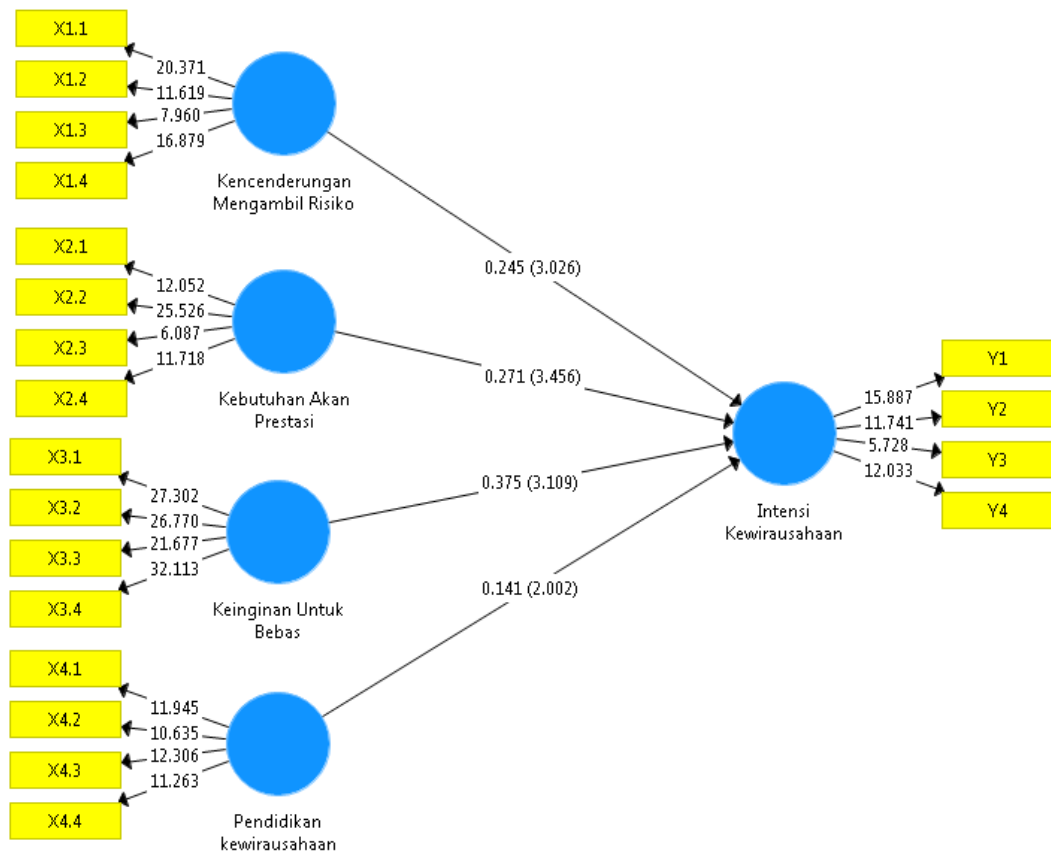 X1.1
X1.2
X1.3
X1.4
20.371
11.619
7.960
16.879
Kencenderungan
Mengambil Risiko
X2.1
X2.2
X2.3
X2.4
12.052
25.526
6.087
11.718
Kebutuhan Akan
Prestasi
X3.1
X3.2
X3.3
X3.4
27.302
26.770
21.677
32.113
Keinginan Untuk
Bebas
X4.1
X4.2
X4.3
X4.4
11.945
10.635
12.306
11.263
Pendidikan
kewirausahaan
0.245 (3.026)
0.271 (3.456)
0.375 (3.109)
0.141 (2.002)
Intensi
Kewirausahaan
15.887
11.741
5.728
12.033
Y1
Y2
Y3
Y4